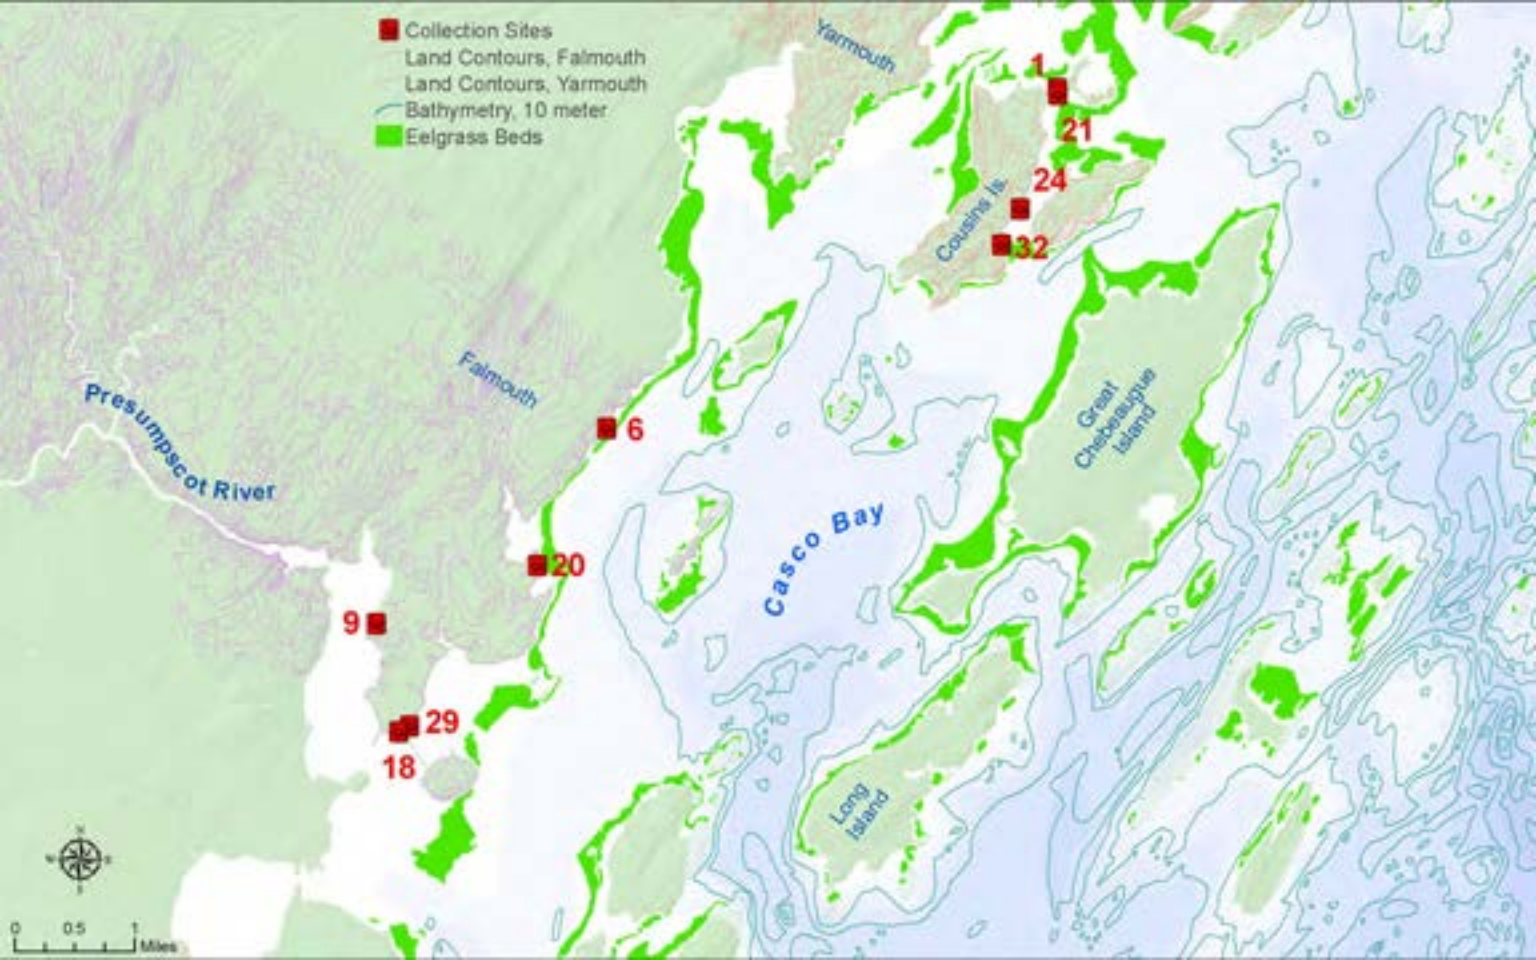 Collection Sites
Land Contours, Falmouth
Land Contours, Yarmouth
Bathymetry, 10 meter
Eelgrass Beds
Yarmouth
1
21
24
Cousins Is.
32
Great
Chebeaugue
Island
Falmouth
6
Presumpscot River
Casco Bay
20
9
29
18
Long
Island
N
0 0.5 1
Miles